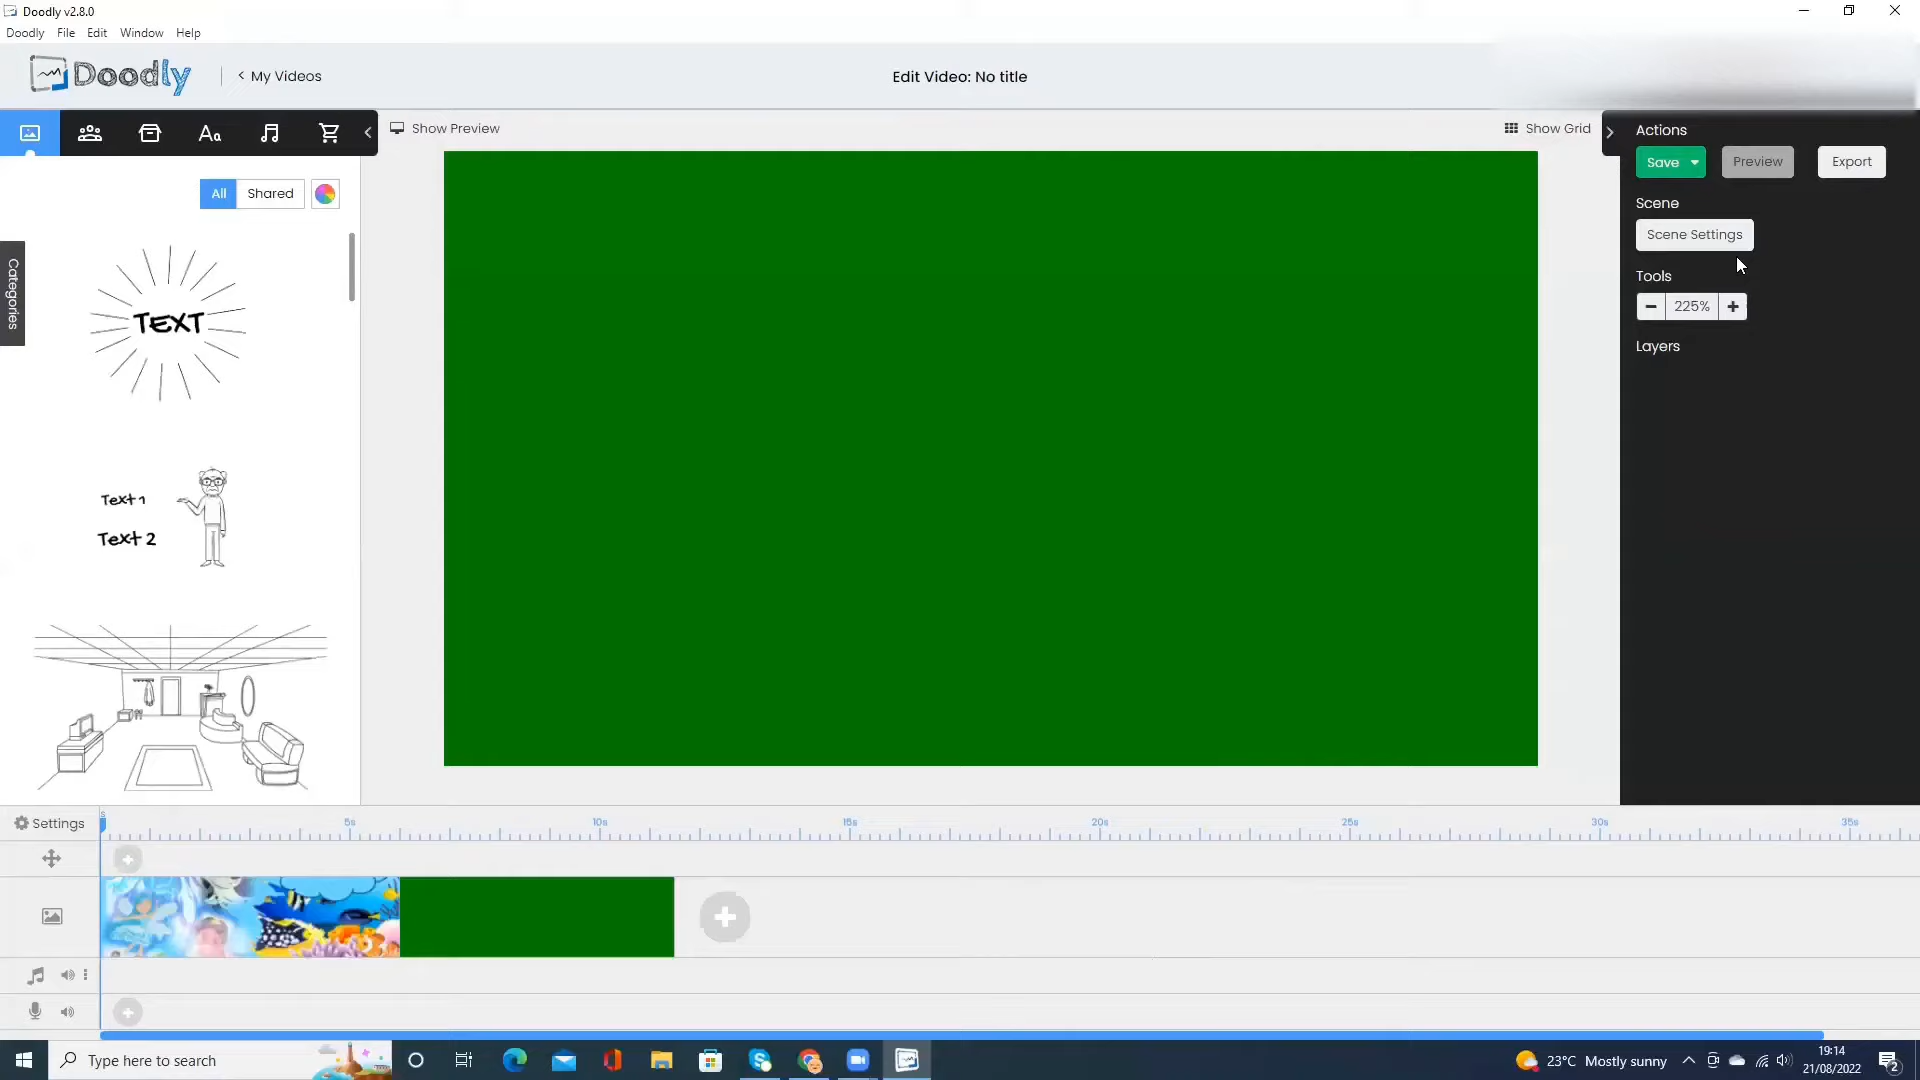 Doodly v2.8.0
Doodly File Edit Window Help
Doodly
< My Videos
Edit Video: No title
Show Preview
Show Grid
Actions
Save
Preview
Export
All
Shared
Scene
Scene Settings
Tools
225%
Layers
Categories
TEXT
Text 1
Text 2
Settings
s
5s
10s
15s
20s
25s
30s
35s
Type here to search
23°C Mostly sunny
19:14
21/08/2022
2